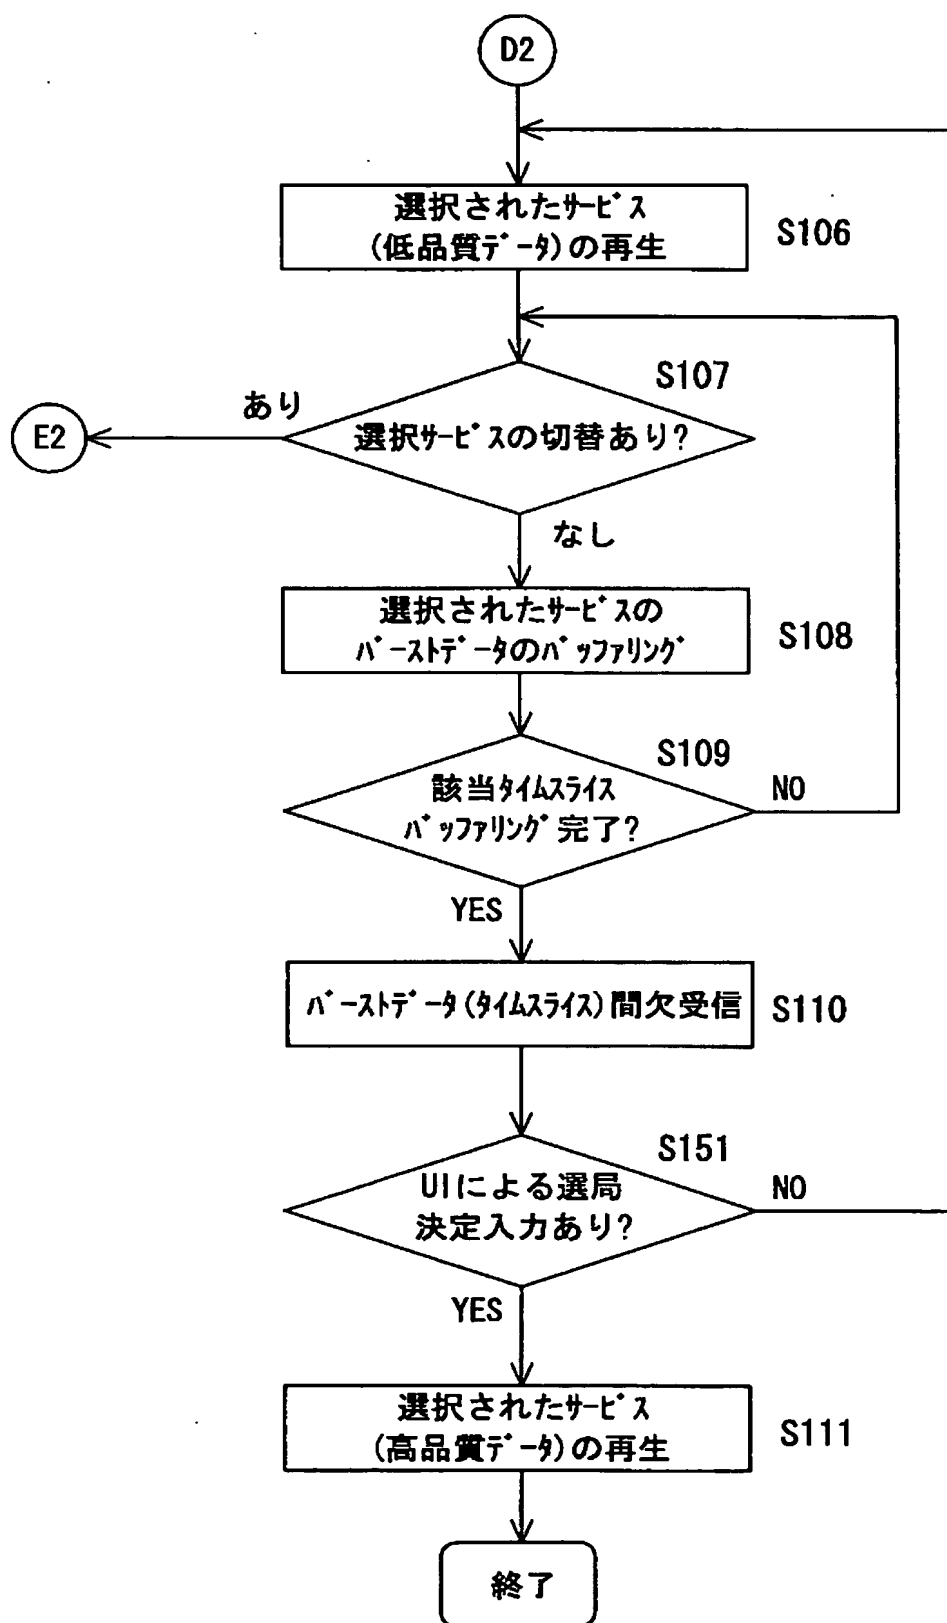 D2
選択されたｻｰﾋﾞｽ
(低品質ﾃﾞｰﾀ)の再生
S106
S107
あり
E2
選択ｻｰﾋﾞｽの切替あり?
なし
選択されたｻｰﾋﾞｽの
ﾊﾞｰｽﾄﾃﾞｰﾀのﾊﾞｯﾌｧﾘﾝｸﾞ
S108
S109
該当ﾀｲﾑｽﾗｲｽ
ﾊﾞｯﾌｧﾘﾝｸﾞ完了?
NO
YES
ﾊﾞｰｽﾄﾃﾞｰﾀ(ﾀｲﾑｽﾗｲｽ)間欠受信
S110
S151
UIによる選局
決定入力あり?
NO
YES
選択されたｻｰﾋﾞｽ
(高品質ﾃﾞｰﾀ)の再生
S111
終了